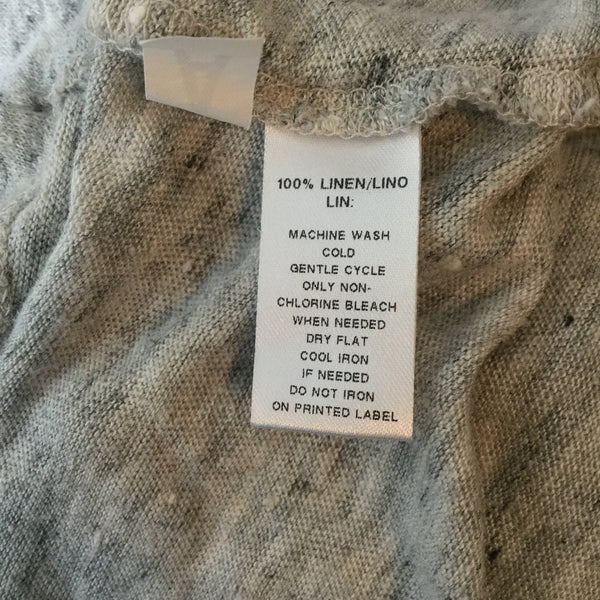 100% LINEN/LINO
LIN:
MACHINE WASH
COLD
GENTLE CYCLE
ONLY NON-
CHLORINE BLEACH
WHEN NEEDED
DRY FLAT
COOL IRON
IF NEEDED
DO NOT IRON
ON PRINTED LABEL